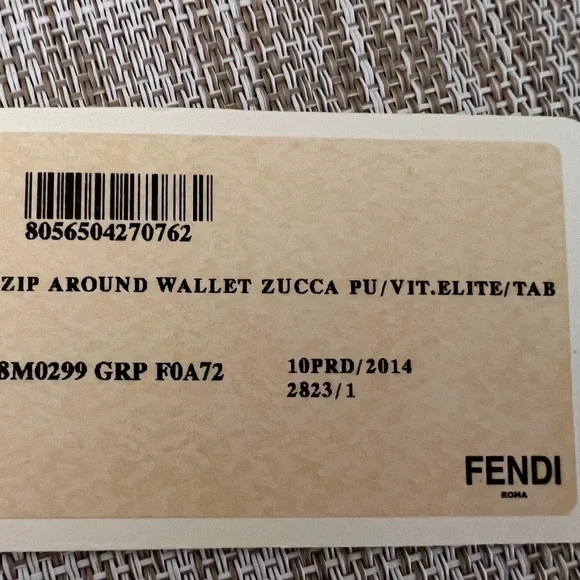 8056504270762
ZIP AROUND WALLET ZUCCA PU/VIT.ELITE/TAB
8M0299 GRP F0A72
10PRD/2014
2823/1
FENDI
ROMA